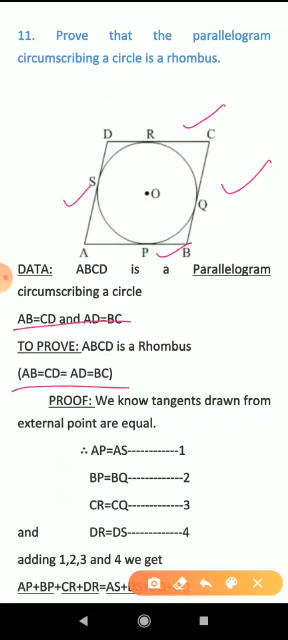 11. Prove that the parallelogram
circumscribing a circle is a rhombus.
D R C
S
•O
Q
A P B
DATA: ABCD is a Parallelogram
circumscribing a circle
AB=CD and AD=BC
TO PROVE: ABCD is a Rhombus
(AB=CD= AD=BC)
PROOF: We know tangents drawn from
external point are equal.
∴ AP=AS------------1
BP=BQ-------------2
CR=CQ-------------3
and DR=DS-------------4
adding 1,2,3 and 4 we get
AP+BP+CR+DR=AS+